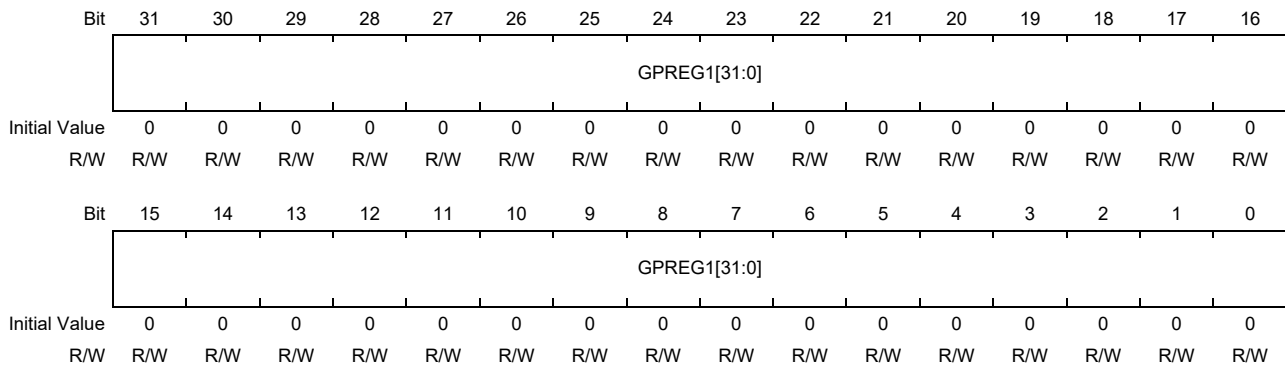 Bit 31 30 29 28 27 26 25 24 23 22 21 20 19 18 17 16
GPREG1[31:0]
Initial Value 0 0 0 0 0 0 0 0 0 0 0 0 0 0 0 0
R/W R/W R/W R/W R/W R/W R/W R/W R/W R/W R/W R/W R/W R/W R/W R/W R/W
Bit 15 14 13 12 11 10 9 8 7 6 5 4 3 2 1 0
GPREG1[31:0]
Initial Value 0 0 0 0 0 0 0 0 0 0 0 0 0 0 0 0
R/W R/W R/W R/W R/W R/W R/W R/W R/W R/W R/W R/W R/W R/W R/W R/W R/W